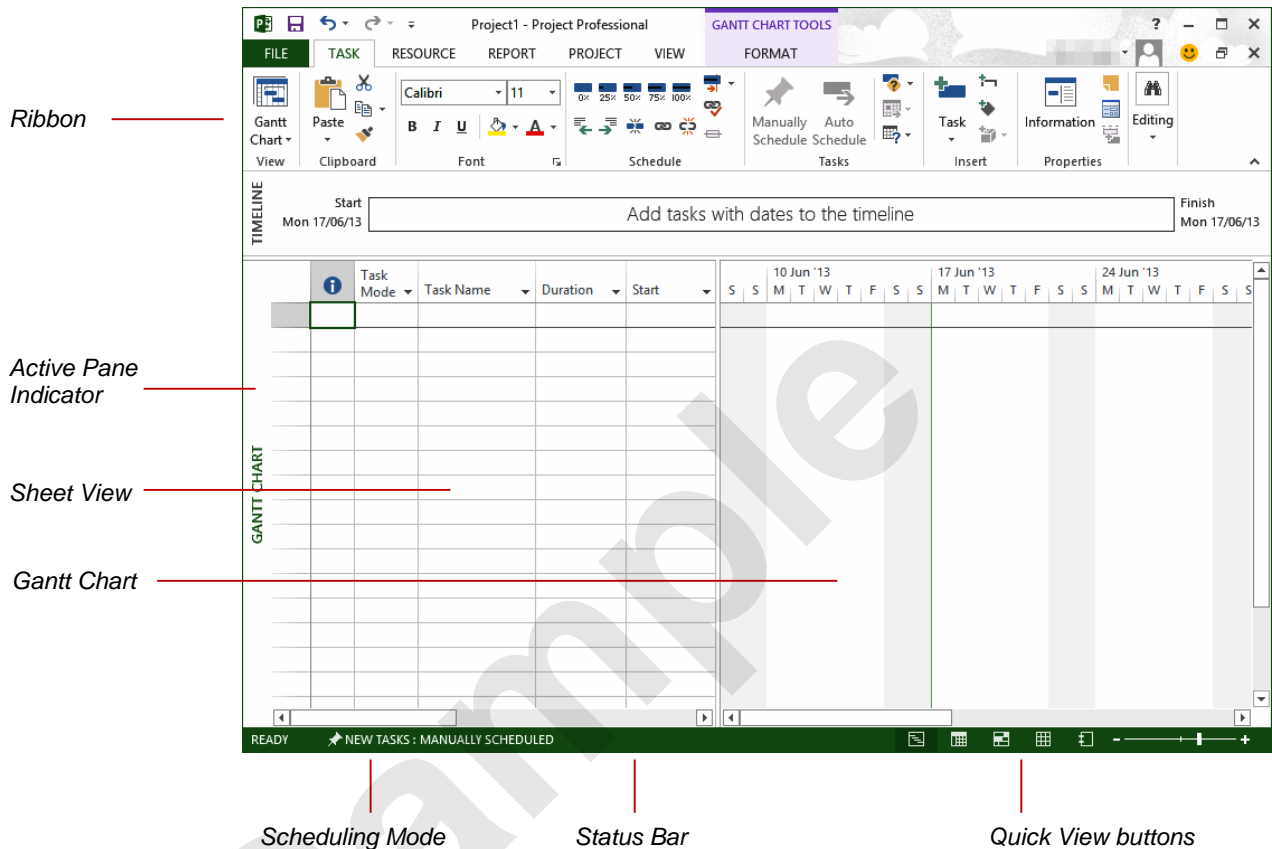 Project1 - Project Professional
GANTT CHART TOOLS
?
FILE TASK RESOURCE REPORT PROJECT VIEW FORMAT
Calibri 11
0% 25% 50% 75% 100%
B I U A
Gantt Chart
Paste
Manually Schedule
Auto Schedule
Task
Information
Editing
View Clipboard Font Schedule Tasks Insert Properties
Ribbon
TIMELINE
Start
Mon 17/06/13
Add tasks with dates to the timeline
Finish
Mon 17/06/13
Task Mode
Task Name
Duration
Start
10 Jun '13 17 Jun '13 24 Jun '13
S S M T W T F S S M T W T F S S M T W T F S S
Active Pane
Indicator
GANTT CHART
Sheet View
Gantt Chart
sample
READY NEW TASKS : MANUALLY SCHEDULED
Scheduling Mode
Status Bar
Quick View buttons